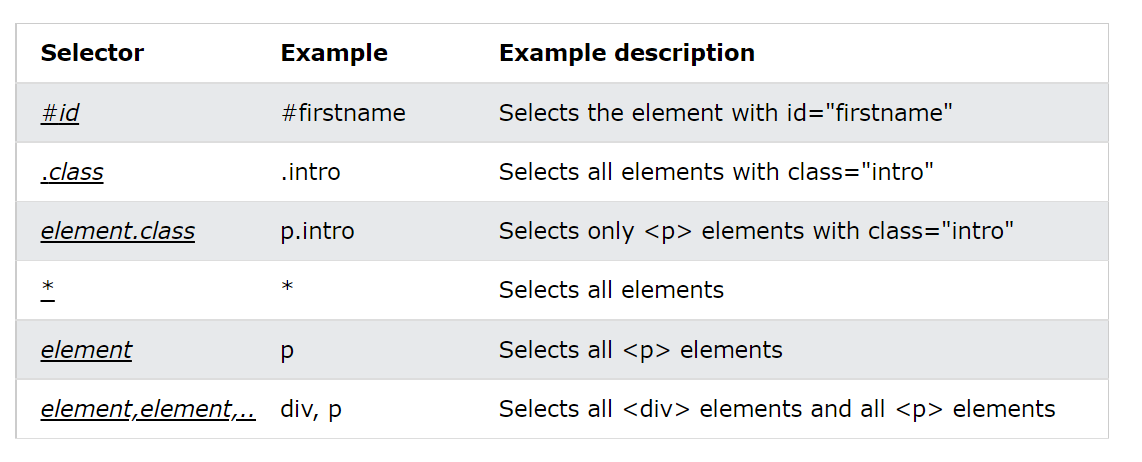 Selector Example Example description
#id #firstname Selects the element with id="firstname"
.class .intro Selects all elements with class="intro"
element.class p.intro Selects only <p> elements with class="intro"
* * Selects all elements
element p Selects all <p> elements
element,element,.. div, p Selects all <div> elements and all <p> elements